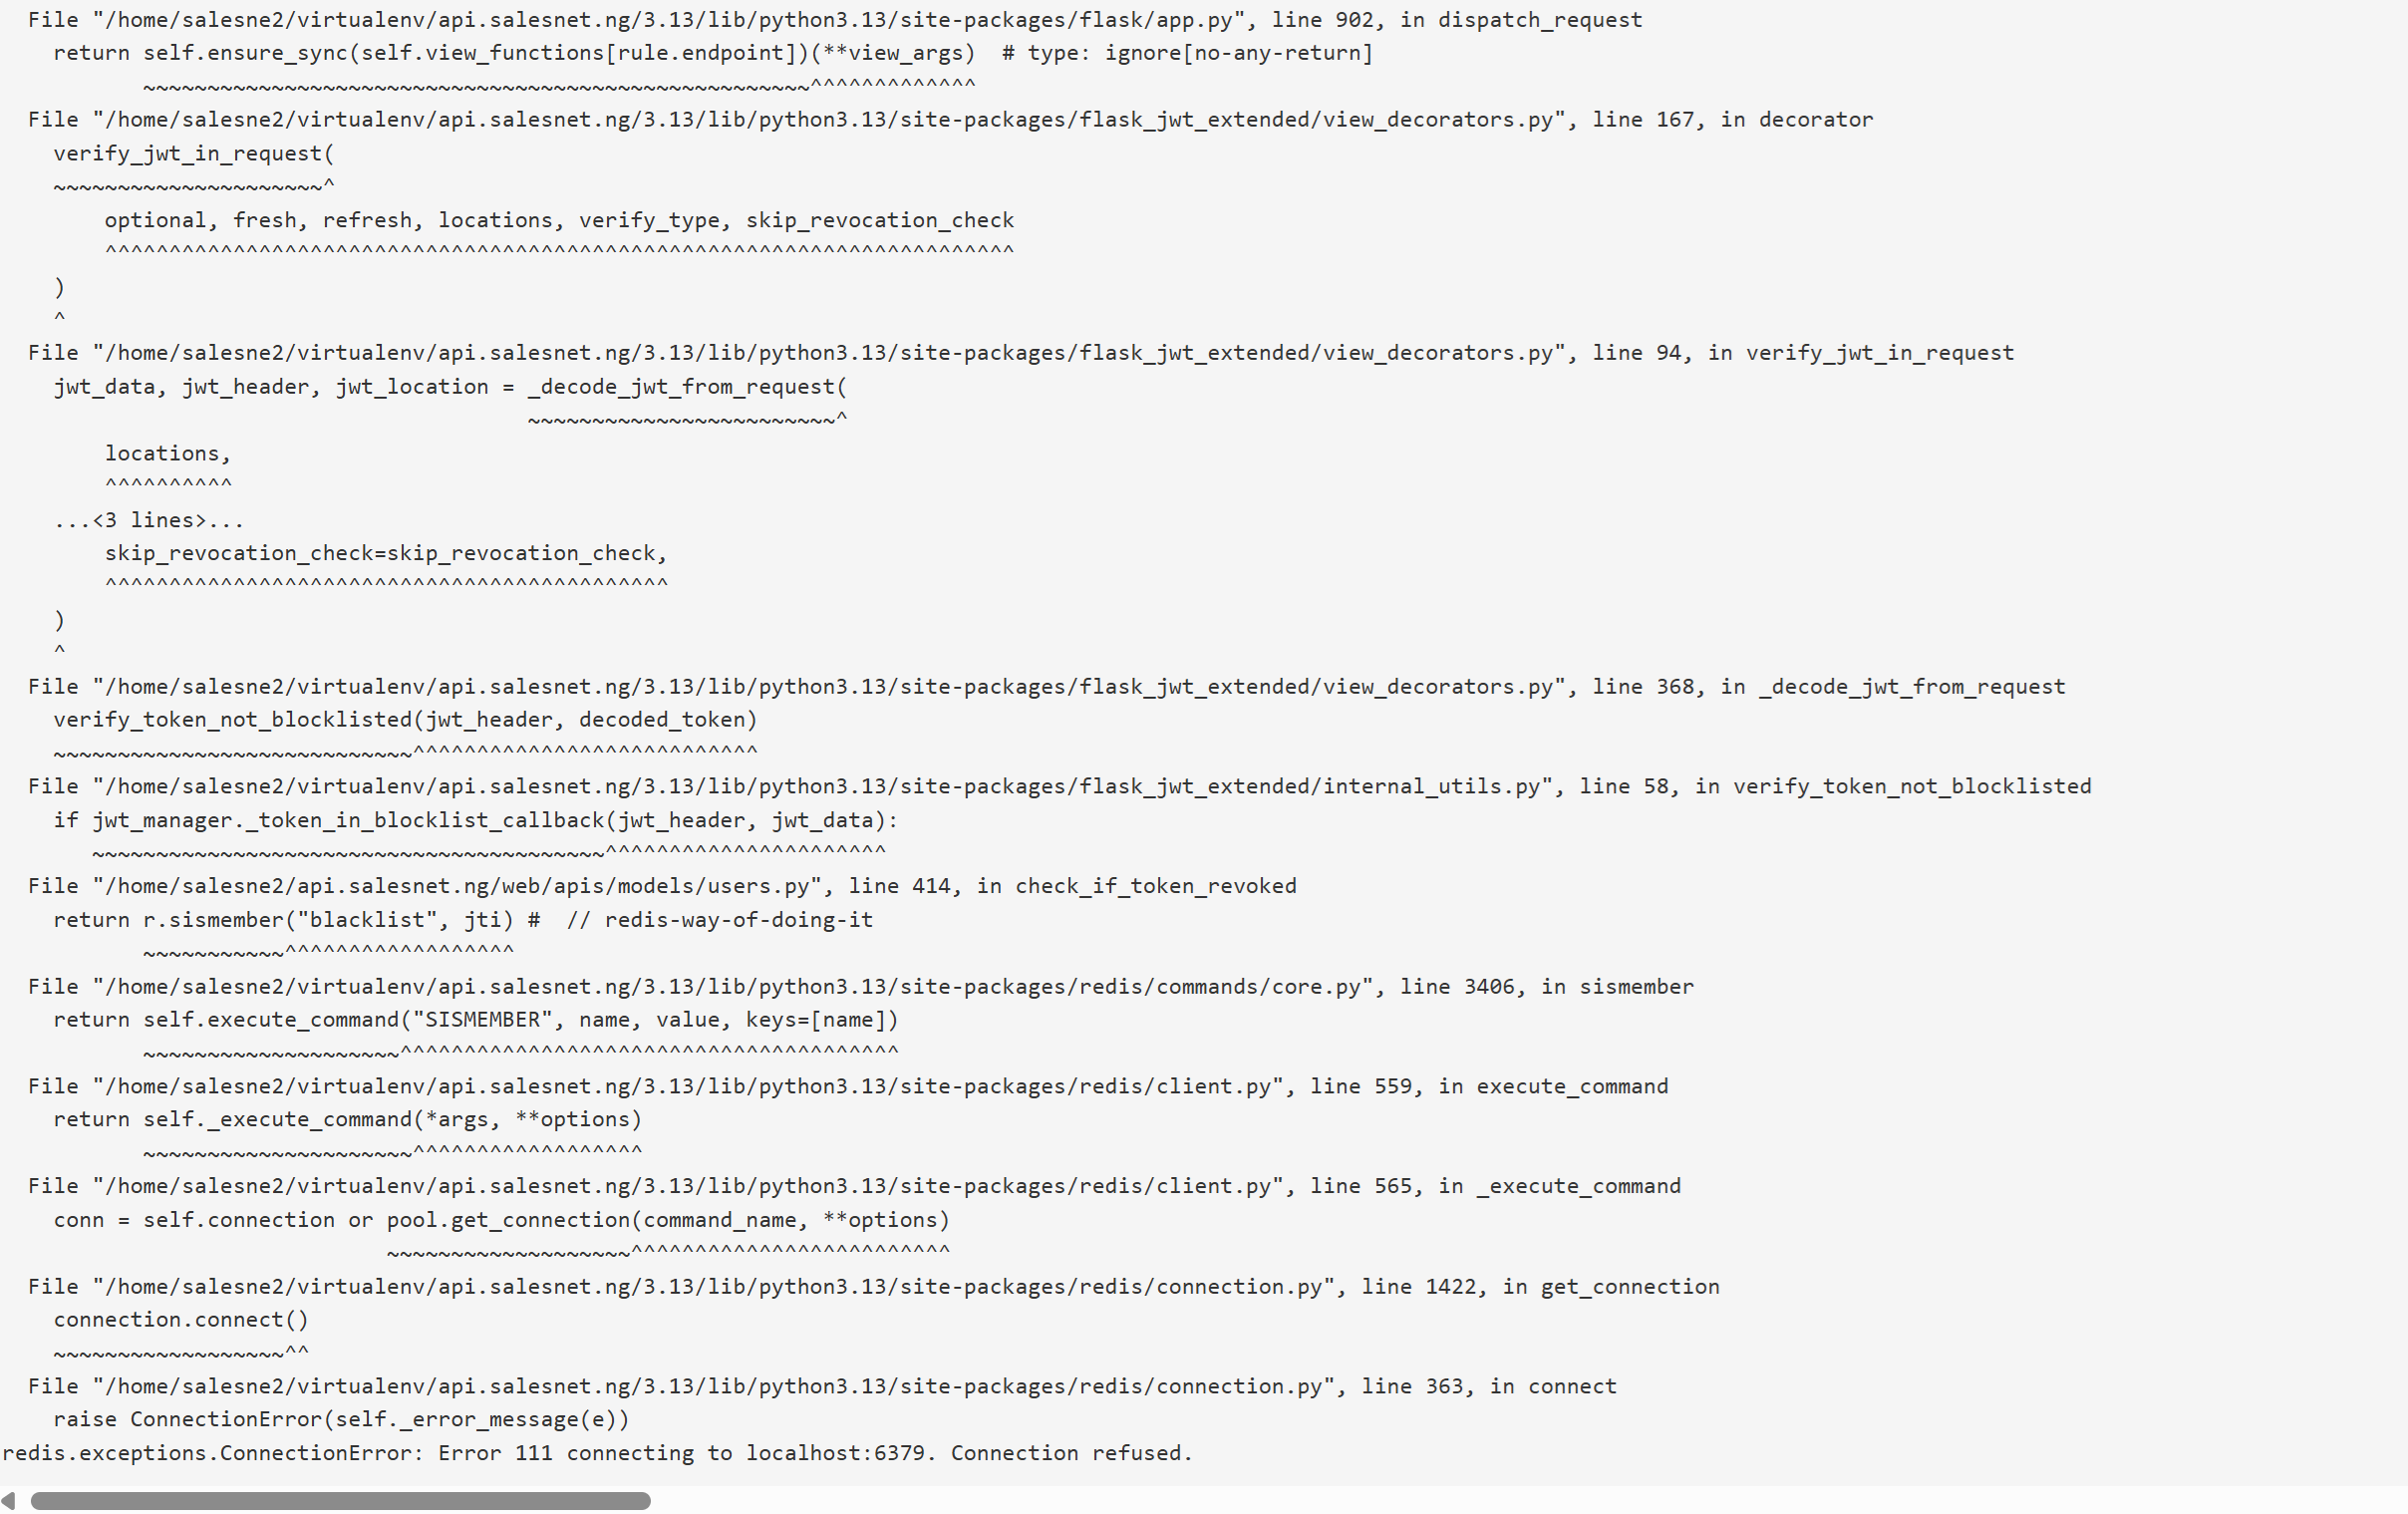 File "/home/salesne2/virtualenv/api.salesnet.ng/3.13/lib/python3.13/site-packages/flask/app.py", line 902, in dispatch_request
return self.ensure_sync(self.view_functions[rule.endpoint])(**view_args)  # type: ignore[no-any-return]
~~~~~~~~~~~~~~~~~~~~~~~~~~~~~~~~~~~~~~~~~~~~~~~~~~~~^^^^^^^^^^^^^
File "/home/salesne2/virtualenv/api.salesnet.ng/3.13/lib/python3.13/site-packages/flask_jwt_extended/view_decorators.py", line 167, in decorator
verify_jwt_in_request(
~~~~~~~~~~~~~~~~~~~~~^
optional, fresh, refresh, locations, verify_type, skip_revocation_check
^^^^^^^^^^^^^^^^^^^^^^^^^^^^^^^^^^^^^^^^^^^^^^^^^^^^^^^^^^^^^^^^^^^^^^^
)
^
File "/home/salesne2/virtualenv/api.salesnet.ng/3.13/lib/python3.13/site-packages/flask_jwt_extended/view_decorators.py", line 94, in verify_jwt_in_request
jwt_data, jwt_header, jwt_location = _decode_jwt_from_request(
~~~~~~~~~~~~~~~~~~~~~~~~^
locations,
^^^^^^^^^^
...<3 lines>...
skip_revocation_check=skip_revocation_check,
^^^^^^^^^^^^^^^^^^^^^^^^^^^^^^^^^^^^^^^^^^^^
)
^
File "/home/salesne2/virtualenv/api.salesnet.ng/3.13/lib/python3.13/site-packages/flask_jwt_extended/view_decorators.py", line 368, in _decode_jwt_from_request
verify_token_not_blocklisted(jwt_header, decoded_token)
~~~~~~~~~~~~~~~~~~~~~~~~~~~~^^^^^^^^^^^^^^^^^^^^^^^^^^^
File "/home/salesne2/virtualenv/api.salesnet.ng/3.13/lib/python3.13/site-packages/flask_jwt_extended/internal_utils.py", line 58, in verify_token_not_blocklisted
if jwt_manager._token_in_blocklist_callback(jwt_header, jwt_data):
~~~~~~~~~~~~~~~~~~~~~~~~~~~~~~~~~~~~~~~~^^^^^^^^^^^^^^^^^^^^^^
File "/home/salesne2/api.salesnet.ng/web/apis/models/users.py", line 414, in check_if_token_revoked
return r.sismember("blacklist", jti) #  // redis-way-of-doing-it
~~~~~~~~~~~^^^^^^^^^^^^^^^^^^
File "/home/salesne2/virtualenv/api.salesnet.ng/3.13/lib/python3.13/site-packages/redis/commands/core.py", line 3406, in sismember
return self.execute_command("SISMEMBER", name, value, keys=[name])
~~~~~~~~~~~~~~~~~~~~^^^^^^^^^^^^^^^^^^^^^^^^^^^^^^^^^^^^^^^
File "/home/salesne2/virtualenv/api.salesnet.ng/3.13/lib/python3.13/site-packages/redis/client.py", line 559, in execute_command
return self._execute_command(*args, **options)
~~~~~~~~~~~~~~~~~~~~~^^^^^^^^^^^^^^^^^^
File "/home/salesne2/virtualenv/api.salesnet.ng/3.13/lib/python3.13/site-packages/redis/client.py", line 565, in _execute_command
conn = self.connection or pool.get_connection(command_name, **options)
~~~~~~~~~~~~~~~~~~~^^^^^^^^^^^^^^^^^^^^^^^^^
File "/home/salesne2/virtualenv/api.salesnet.ng/3.13/lib/python3.13/site-packages/redis/connection.py", line 1422, in get_connection
connection.connect()
~~~~~~~~~~~~~~~~~~^^
File "/home/salesne2/virtualenv/api.salesnet.ng/3.13/lib/python3.13/site-packages/redis/connection.py", line 363, in connect
raise ConnectionError(self._error_message(e))
redis.exceptions.ConnectionError: Error 111 connecting to localhost:6379. Connection refused.